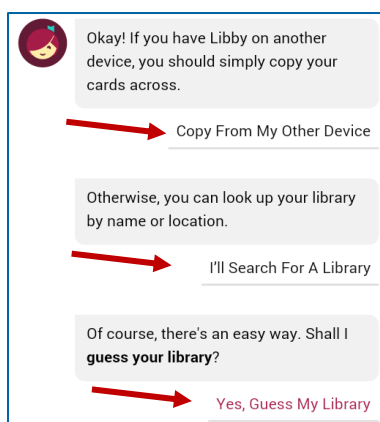 Okay! If you have Libby on another
device, you should simply copy your
cards across.
Copy From My Other Device
Otherwise, you can look up your library
by name or location.
I'll Search For A Library
Of course, there's an easy way. Shall I
guess your library?
Yes, Guess My Library